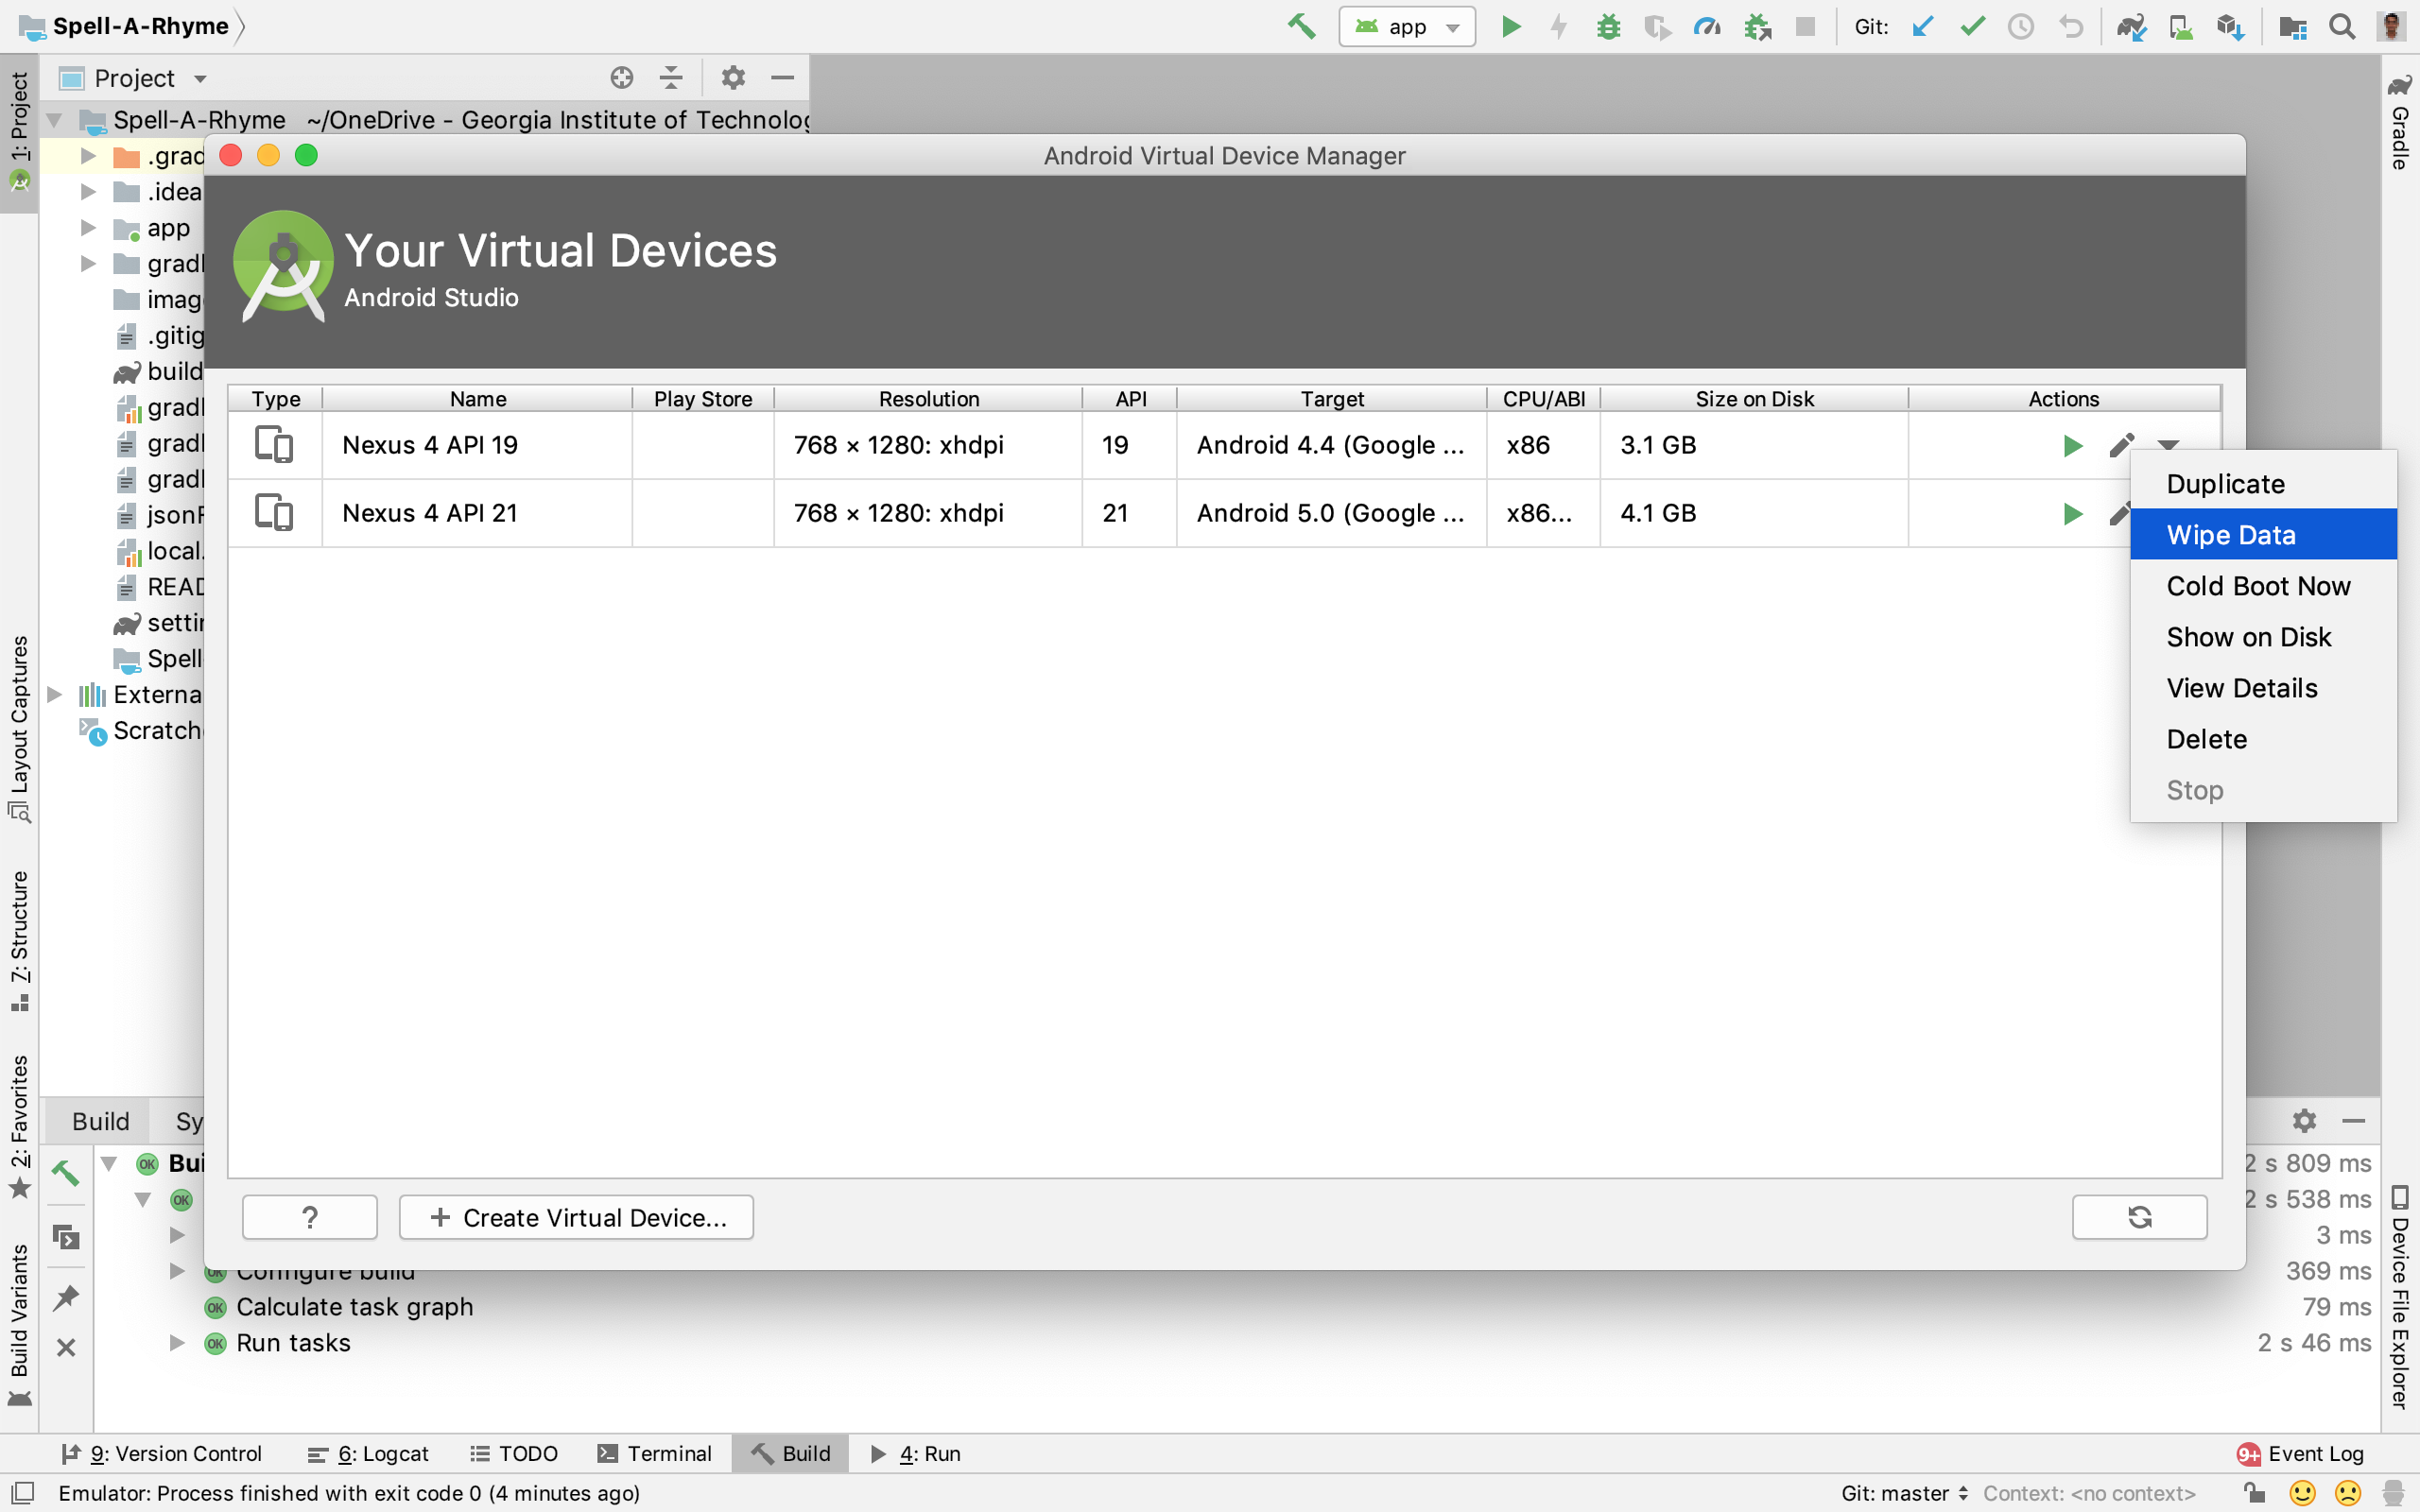 Spell-A-Rhyme
app
Git:
Project
Spell-A-Rhyme ~/OneDrive - Georgia Institute of Technolog
.grad
.idea
app
gradl
imag
.gitig
build
gradl
gradl
gradl
jsonF
local.
READ
settin
Spell
Externa
Scratch
1: Project
Layout Captures
7: Structure
2: Favorites
Build Variants
Gradle
Device File Explorer
Android Virtual Device Manager
Your Virtual Devices
Android Studio
Type Name Play Store Resolution API Target CPU/ABI Size on Disk Actions
Nexus 4 API 19 768 × 1280: xhdpi 19 Android 4.4 (Google ... x86 3.1 GB
Nexus 4 API 21 768 × 1280: xhdpi 21 Android 5.0 (Google ... x86... 4.1 GB
Duplicate
Wipe Data
Cold Boot Now
Show on Disk
View Details
Delete
Stop
? + Create Virtual Device...
Build Sy
OK Bui 2 s 809 ms
OK 2 s 538 ms
3 ms
OK Configure build 369 ms
OK Calculate task graph 79 ms
OK Run tasks 2 s 46 ms
9: Version Control 6: Logcat TODO Terminal Build 4: Run 9+ Event Log
Emulator: Process finished with exit code 0 (4 minutes ago) Git: master Context: <no context>